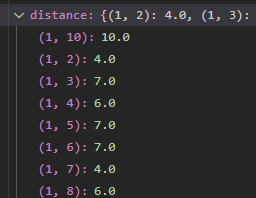 distance: {(1, 2): 4.0, (1, 3):
(1, 10): 10.0
(1, 2): 4.0
(1, 3): 7.0
(1, 4): 6.0
(1, 5): 7.0
(1, 6): 7.0
(1, 7): 4.0
(1, 8): 6.0